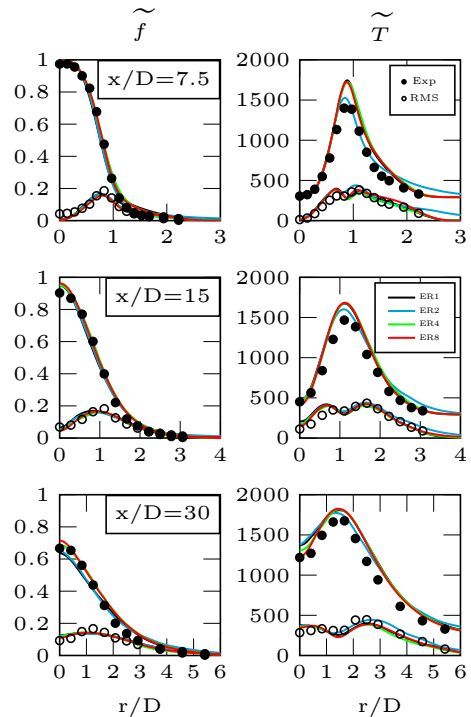 f̃ T̃
1 0.8 0.6 0.4 0.2 0
x/D=7.5
0 1 2 3
2000 1500 1000 500 0
Exp
RMS
0 1 2 3
1 0.8 0.6 0.4 0.2 0
x/D=15
0 1 2 3 4
2000 1500 1000 500 0
ER1
ER2
ER4
ER8
0 1 2 3 4
1 0.8 0.6 0.4 0.2 0
x/D=30
0 1 2 3 4 5 6
r/D
2000 1500 1000 500 0
0 1 2 3 4 5 6
r/D